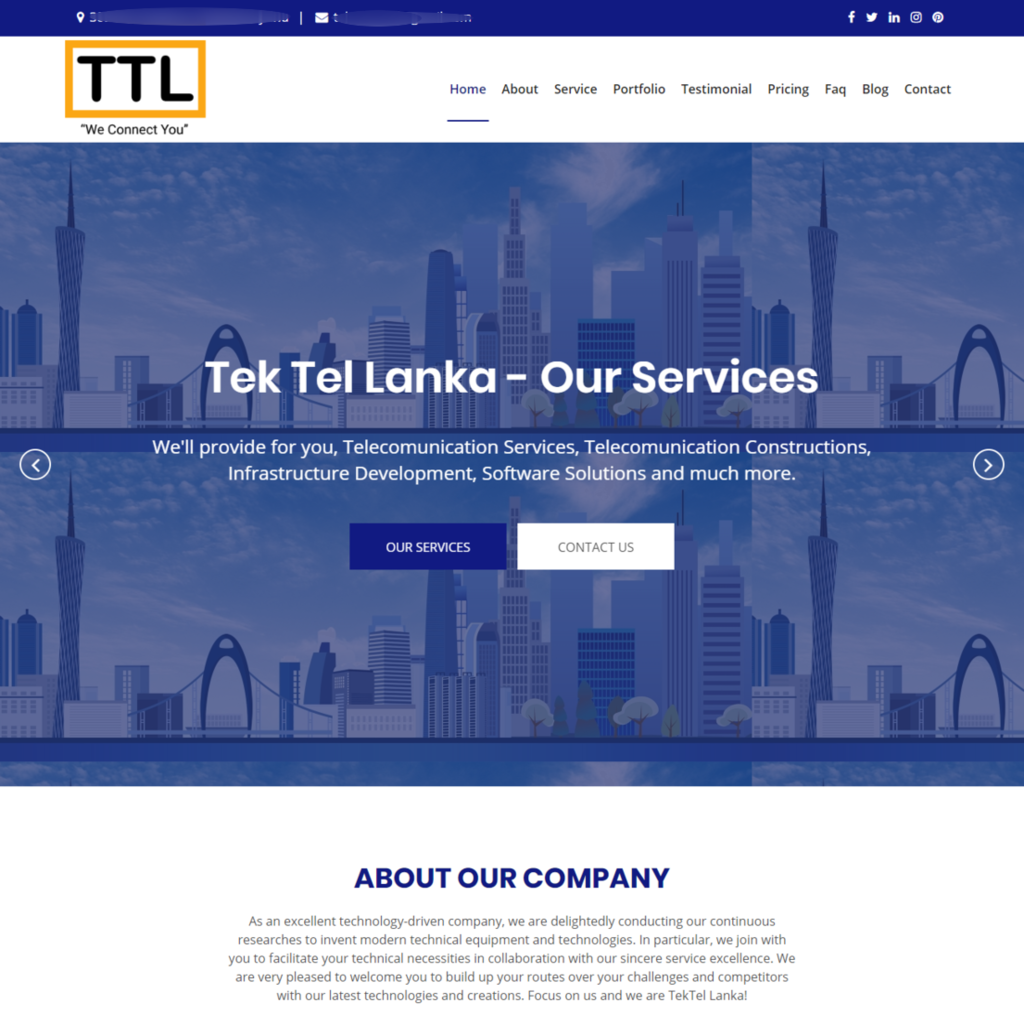 |
TTL
“We Connect You”
Home About Service Portfolio Testimonial Pricing Faq Blog Contact
Tek Tel Lanka - Our Services
We'll provide for you, Telecomunication Services, Telecomunication Constructions,
Infrastructure Development, Software Solutions and much more.
OUR SERVICES CONTACT US
ABOUT OUR COMPANY
As an excellent technology-driven company, we are delightedly conducting our continuous
researches to invent modern technical equipment and technologies. In particular, we join with
you to facilitate your technical necessities in collaboration with our sincere service excellence. We
are very pleased to welcome you to build up your routes over your challenges and competitors
with our latest technologies and creations. Focus on us and we are TekTel Lanka!